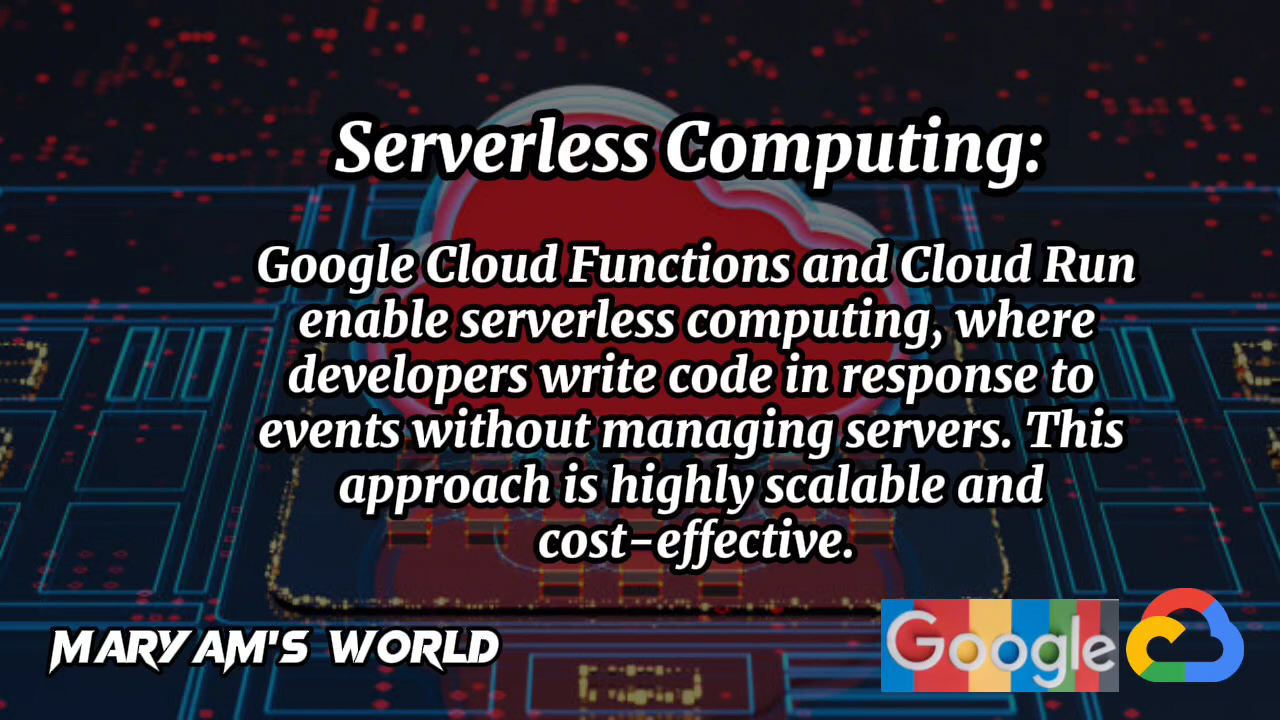 Serverless Computing:
Google Cloud Functions and Cloud Run
enable serverless computing, where
developers write code in response to
events without managing servers. This
approach is highly scalable and
cost-effective.
MARYAM'S WORLD
Google